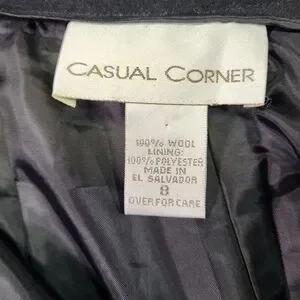 CASUAL CORNER
100% WOOL
LINING:
100% POLYESTER
MADE IN
EL SALVADOR
8
OVER FOR CARE